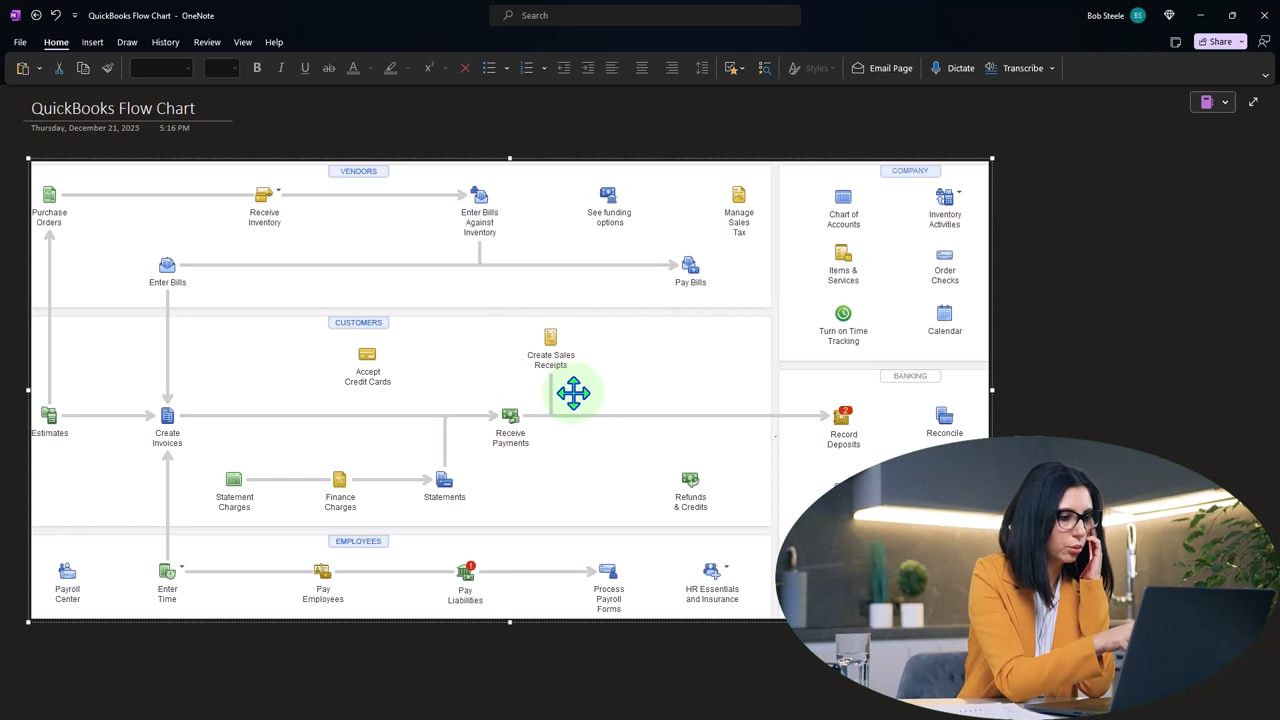 QuickBooks Flow Chart - OneNote
Search
Bob Steele
BS
File
Home
Insert
Draw
History
Review
View
Help
Share
Email Page
Dictate
Transcribe
Styles
QuickBooks Flow Chart
Thursday, December 21, 2023
5:16 PM
VENDORS
Purchase
Orders
Receive
Inventory
Enter Bills
Against
Inventory
See funding
options
Manage
Sales
Tax
Enter Bills
Pay Bills
CUSTOMERS
Accept
Credit Cards
Create Sales
Receipts
Estimates
Create
Invoices
Receive
Payments
Statement
Charges
Finance
Charges
Statements
Refunds
& Credits
EMPLOYEES
Payroll
Center
Enter
Time
Pay
Employees
Pay
Liabilities
Process
Payroll
Forms
HR Essentials
and Insurance
COMPANY
Chart of
Accounts
Inventory
Activities
Items &
Services
Order
Checks
Turn on Time
Tracking
Calendar
BANKING
2
Record
Deposits
Reconcile